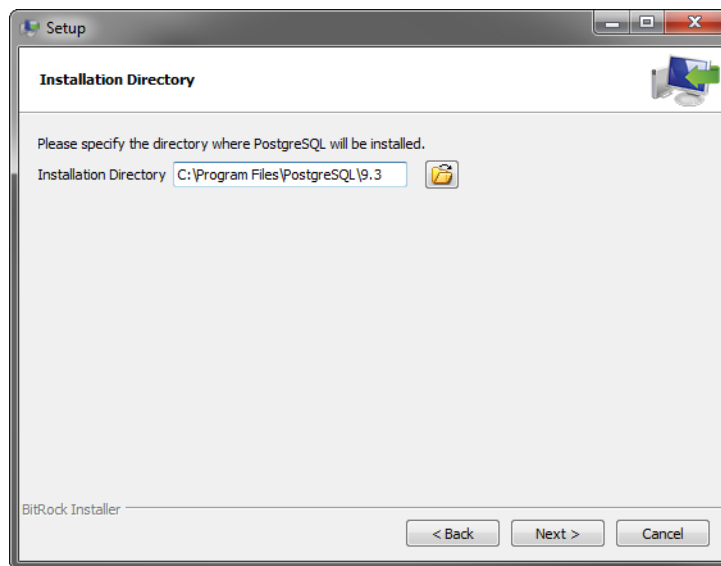 Setup
Installation Directory
Please specify the directory where PostgreSQL will be installed.
Installation Directory C:\Program Files\PostgreSQL\9.3
BitRock Installer
< Back Next > Cancel